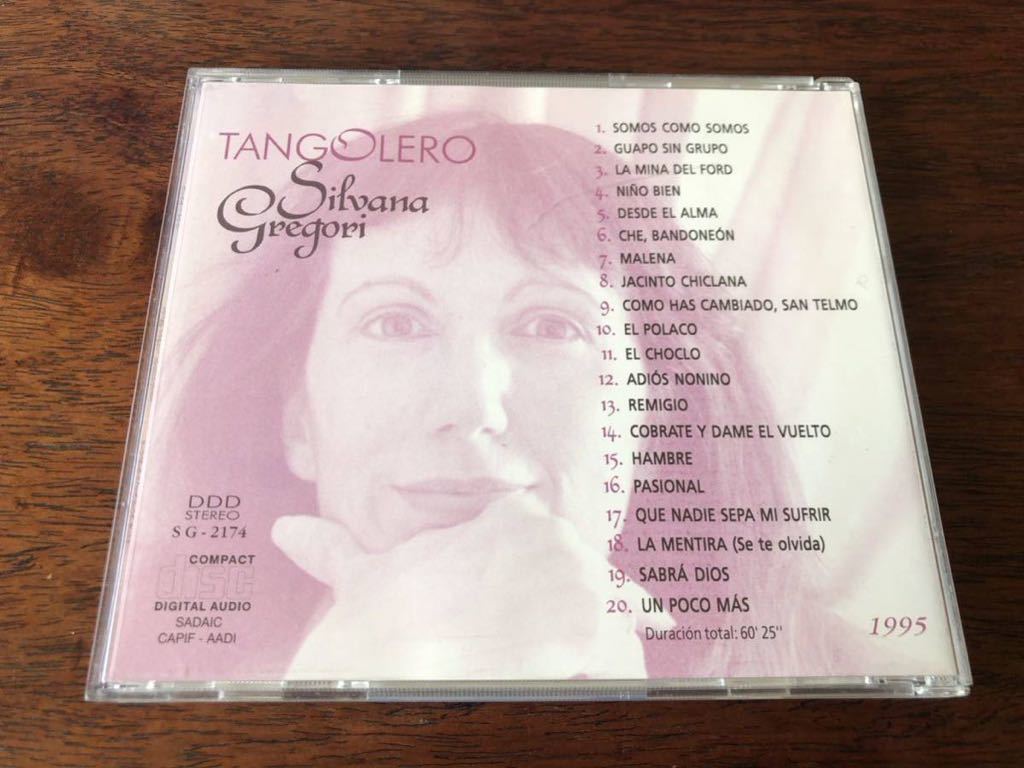 TANGOLERO
Silvana
Gregori
1. SOMOS COMO SOMOS
2. GUAPO SIN GRUPO
3. LA MINA DEL FORD
4. NIÑO BIEN
5. DESDE EL ALMA
6. CHE, BANDONEÓN
7. MALENA
8. JACINTO CHICLANA
9. COMO HAS CAMBIADO, SAN TELMO
10. EL POLACO
11. EL CHOCLO
12. ADIÓS NONINO
13. REMIGIO
14. COBRATE Y DAME EL VUELTO
15. HAMBRE
16. PASIONAL
17. QUE NADIE SEPA MI SUFRIR
18. LA MENTIRA (Se te olvida)
19. SABRÁ DIOS
20. UN POCO MÁS
Duración total: 60' 25"
1995
DDD
STEREO
SG - 2174
COMPACT
disc
DIGITAL AUDIO
SADAIC
CAPIF - AADI